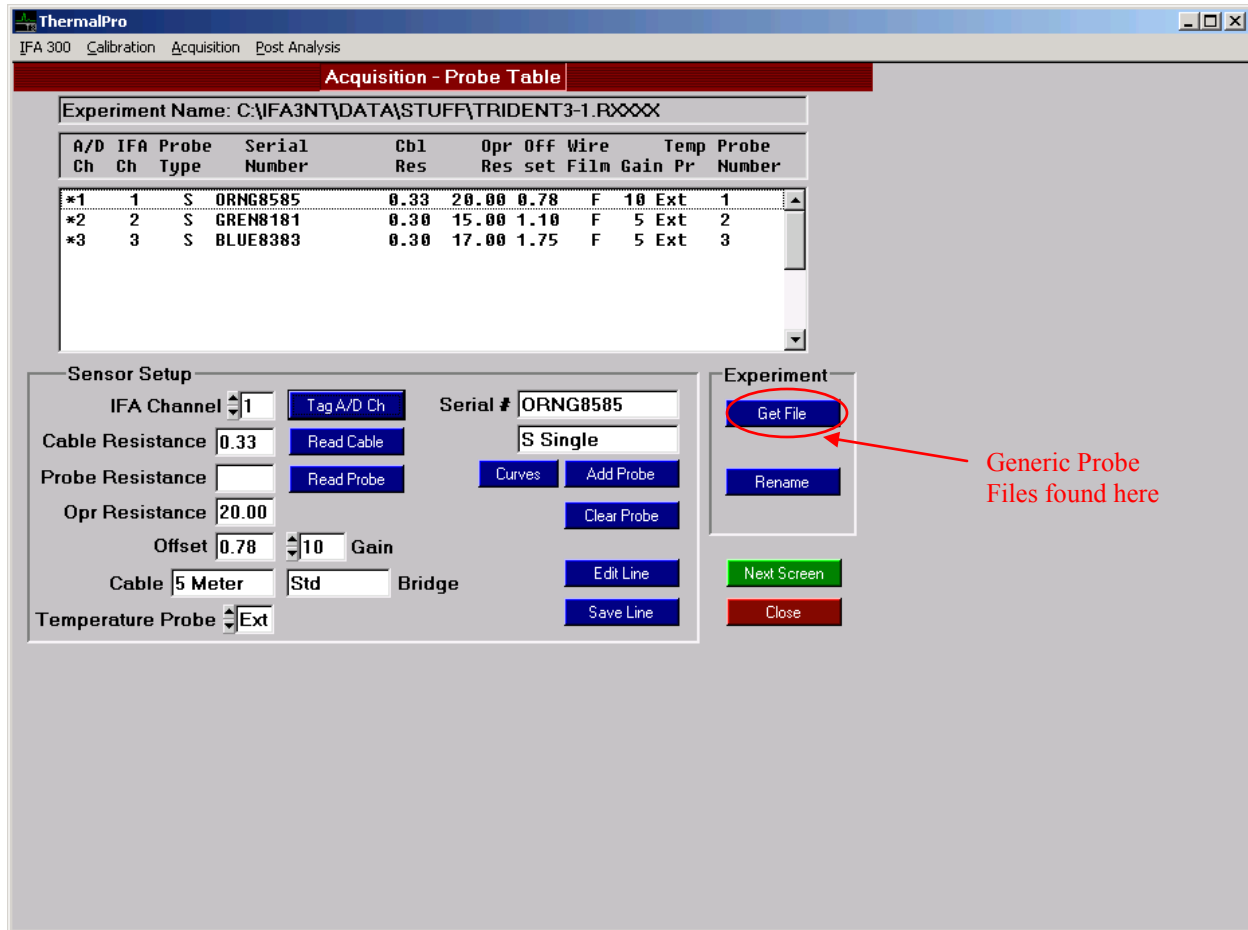 ThermalPro
IFA 300 Calibration Acquisition Post Analysis
Acquisition - Probe Table
Experiment Name: C:\IFA3NT\DATA\STUFF\TRIDENT3-1.RXXXX
A/D IFA Probe Serial Cbl Opr Off Wire Temp Probe
Ch Ch Type Number Res Res set Film Gain Pr Number
*1 1 S ORNG8585 0.33 20.00 0.78 F 10 Ext 1
*2 2 S GREN8181 0.30 15.00 1.10 F 5 Ext 2
*3 3 S BLUE8383 0.30 17.00 1.75 F 5 Ext 3
Sensor Setup
IFA Channel 1 Tag A/D Ch Serial # ORNG8585
Cable Resistance 0.33 Read Cable S Single
Probe Resistance Read Probe Curves Add Probe
Opr Resistance 20.00 Clear Probe
Offset 0.78 10 Gain
Cable 5 Meter Std Bridge Edit Line
Temperature Probe Ext Save Line
Experiment
Get File
Rename
Next Screen
Close
Generic Probe
Files found here